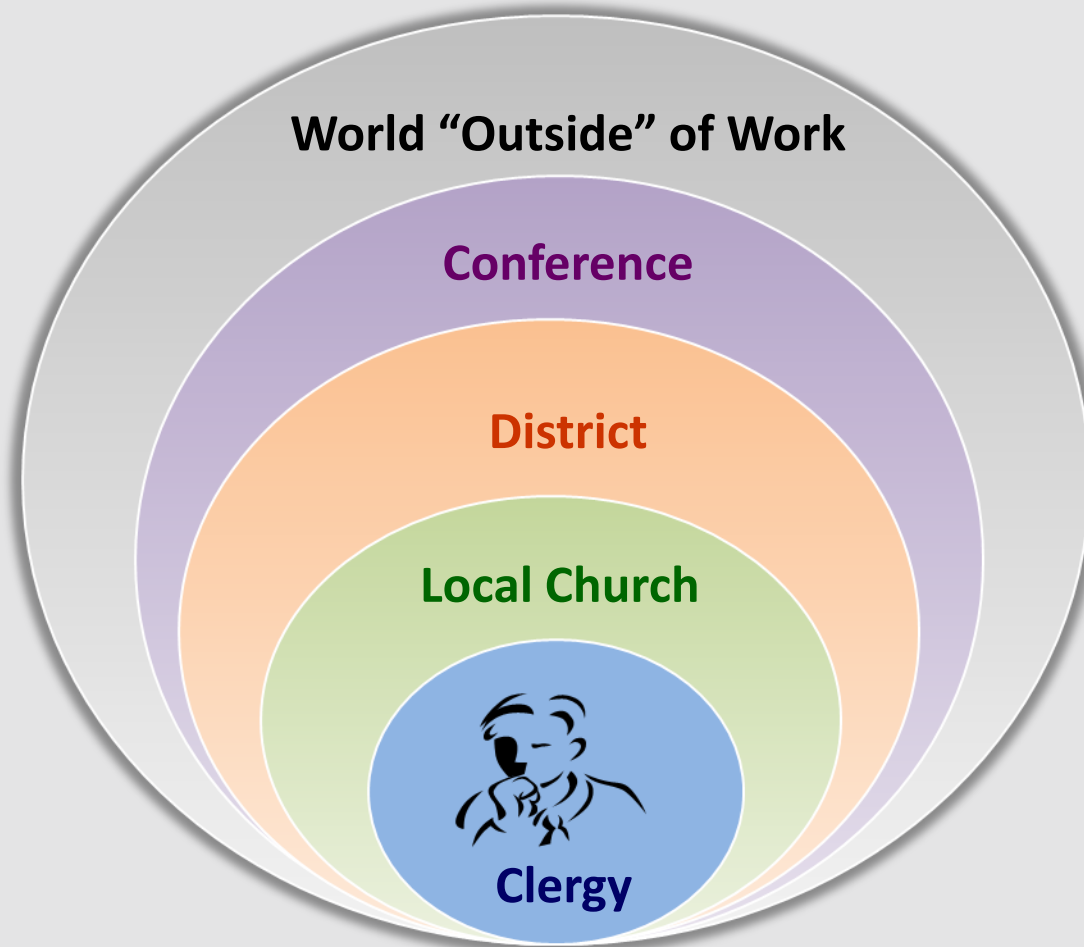 World “Outside” of Work
Conference
District
Local Church
Clergy